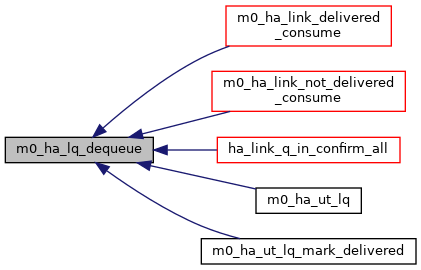 m0_ha_link_delivered
_consume
m0_ha_link_not_delivered
_consume
m0_ha_lq_dequeue
ha_link_q_in_confirm_all
m0_ha_ut_lq
m0_ha_ut_lq_mark_delivered